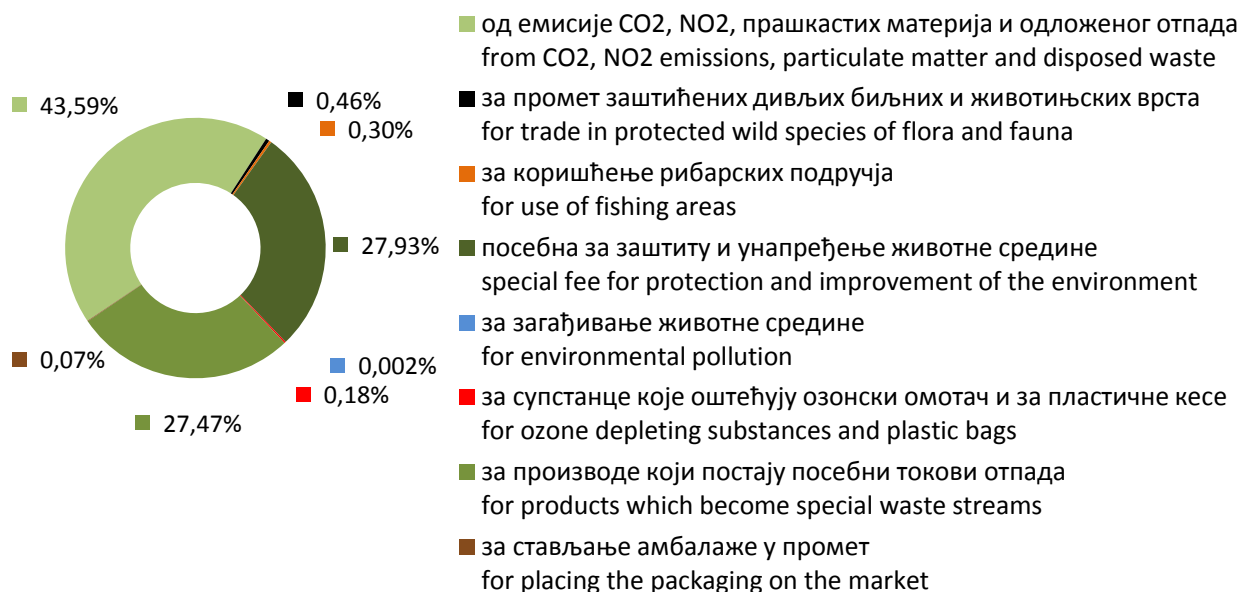 43,59%
0,46%
0,30%
27,93%
0,002%
0,18%
27,47%
0,07%
од емисије CO2, NO2, прашкастих материја и одложеног отпада
from CO2, NO2 emissions, particulate matter and disposed waste
за промет заштићених дивљих биљних и животињских врста
for trade in protected wild species of flora and fauna
за коришћење рибарских подручја
for use of fishing areas
посебна за заштиту и унапређење животне средине
special fee for protection and improvement of the environment
за загађивање животне средине
for environmental pollution
за супстанце које оштећују озонски омотач и за пластичне кесе
for ozone depleting substances and plastic bags
за производе који постају посебни токови отпада
for products which become special waste streams
за стављање амбалаже у промет
for placing the packaging on the market